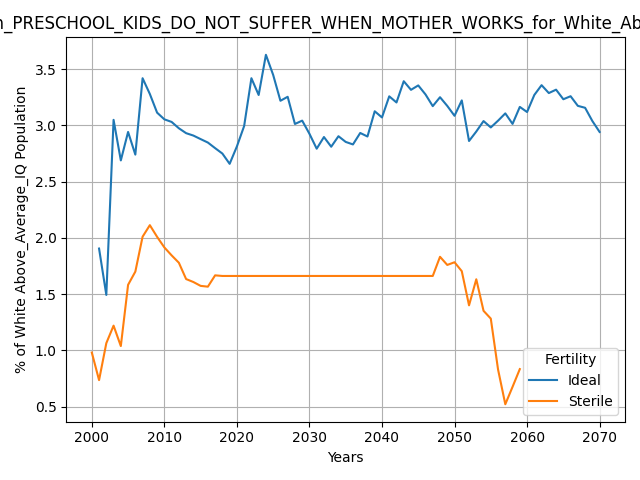 n_PRESCHOOL_KIDS_DO_NOT_SUFFER_WHEN_MOTHER_WORKS_for_White_Ab
% of White Above_Average_IQ Population
3.5
3.0
2.5
2.0
1.5
1.0
0.5
Fertility
Ideal
Sterile
2000 2010 2020 2030 2040 2050 2060 2070
Years